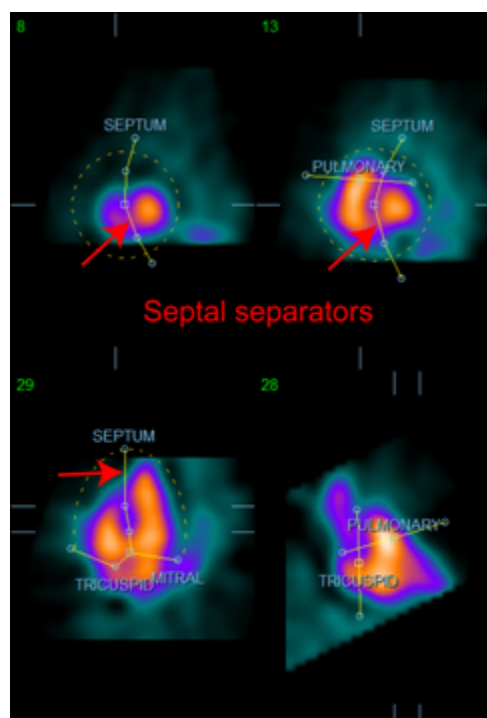 8
13
SEPTUM
SEPTUM
PULMONARY
Septal separators
29
28
SEPTUM
PULMONARY
TRICUSPID
MITRAL
TRICUSPID